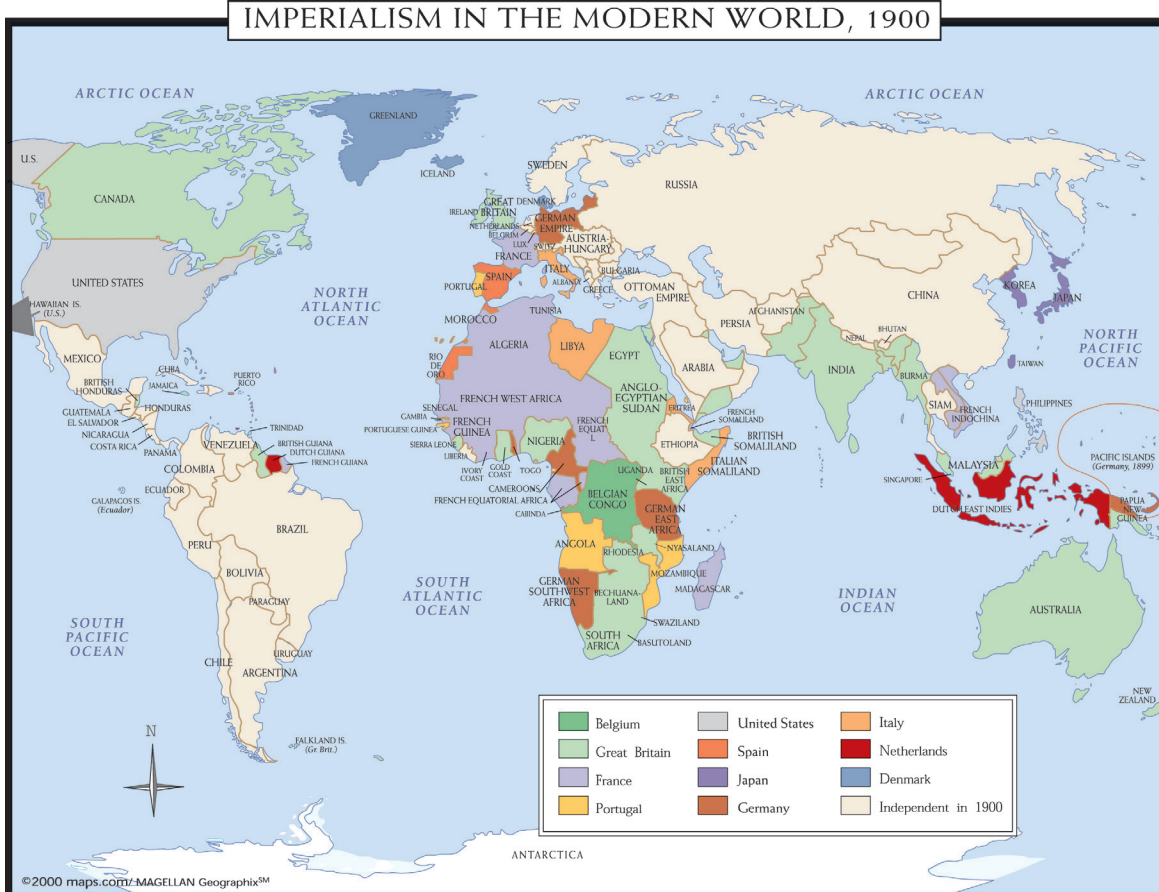 IMPERIALISM IN THE MODERN WORLD, 1900
ARCTIC OCEAN
ARCTIC OCEAN
GREENLAND
ICELAND
U.S.
CANADA
UNITED STATES
HAWAIIAN IS.
(U.S.)
NORTH
ATLANTIC
OCEAN
MEXICO
CUBA
BRITISH
HONDURAS
JAMAICA
PUERTO
RICO
HONDURAS
GUATEMALA
EL SALVADOR
NICARAGUA
COSTA RICA
PANAMA
TRINIDAD
VENEZUELA
BRITISH GUIANA
DUTCH GUIANA
FRENCH GUIANA
COLOMBIA
ECUADOR
GALAPAGOS IS.
(Ecuador)
BRAZIL
PERU
BOLIVIA
PARAGUAY
CHILE
URUGUAY
ARGENTINA
SOUTH
PACIFIC
OCEAN
SOUTH
ATLANTIC
OCEAN
FALKLAND IS.
(Gr. Brit.)
SWEDEN
RUSSIA
GREAT
BRITAIN
DENMARK
IRELAND
NETHERLANDS
BELGIUM
GERMAN
EMPIRE
LUX
SWITZ
AUSTRIA-
HUNGARY
FRANCE
ITALY
BULGARIA
ALBANIA
GREECE
SPAIN
PORTUGAL
OTTOMAN
EMPIRE
MOROCCO
TUNISIA
ALGERIA
LIBYA
EGYPT
RIO
DE
ORO
FRENCH WEST AFRICA
ANGLO-
EGYPTIAN
SUDAN
ERITREA
FRENCH
SOMALILAND
SENEGAL
GAMBIA
PORTUGUESE GUINEA
FRENCH
GUINEA
SIERRA LEONE
LIBERIA
IVORY
COAST
GOLD
COAST
TOGO
NIGERIA
FRENCH
EQUAT
L
ETHIOPIA
BRITISH
SOMALILAND
ITALIAN
SOMALILAND
CAMEROONS
FRENCH EQUATORIAL AFRICA
CABINDA
BELGIAN
CONGO
UGANDA
BRITISH
EAST
AFRICA
GERMAN
EAST
AFRICA
ANGOLA
RHODESIA
NYASALAND
MOZAMBIQUE
MADAGASCAR
GERMAN
SOUTHWEST
AFRICA
BECHUANA-
LAND
SWAZILAND
SOUTH
AFRICA
BASUTOLAND
PERSIA
AFGHANISTAN
ARABIA
CHINA
NEPAL
BHUTAN
INDIA
BURMA
SIAM
FRENCH
INDOCHINA
KOREA
JAPAN
TAIWAN
PHILIPPINES
NORTH
PACIFIC
OCEAN
PACIFIC ISLANDS
(Germany, 1899)
MALAYSIA
SINGAPORE
DUTCH EAST INDIES
PAPUA
NEW
GUINEA
INDIAN
OCEAN
AUSTRALIA
NEW
ZEALAND
N
Belgium
Great Britain
France
Portugal
United States
Spain
Japan
Germany
Italy
Netherlands
Denmark
Independent in 1900
ANTARCTICA
©2000 maps.com/ MAGELLAN Geographix℠